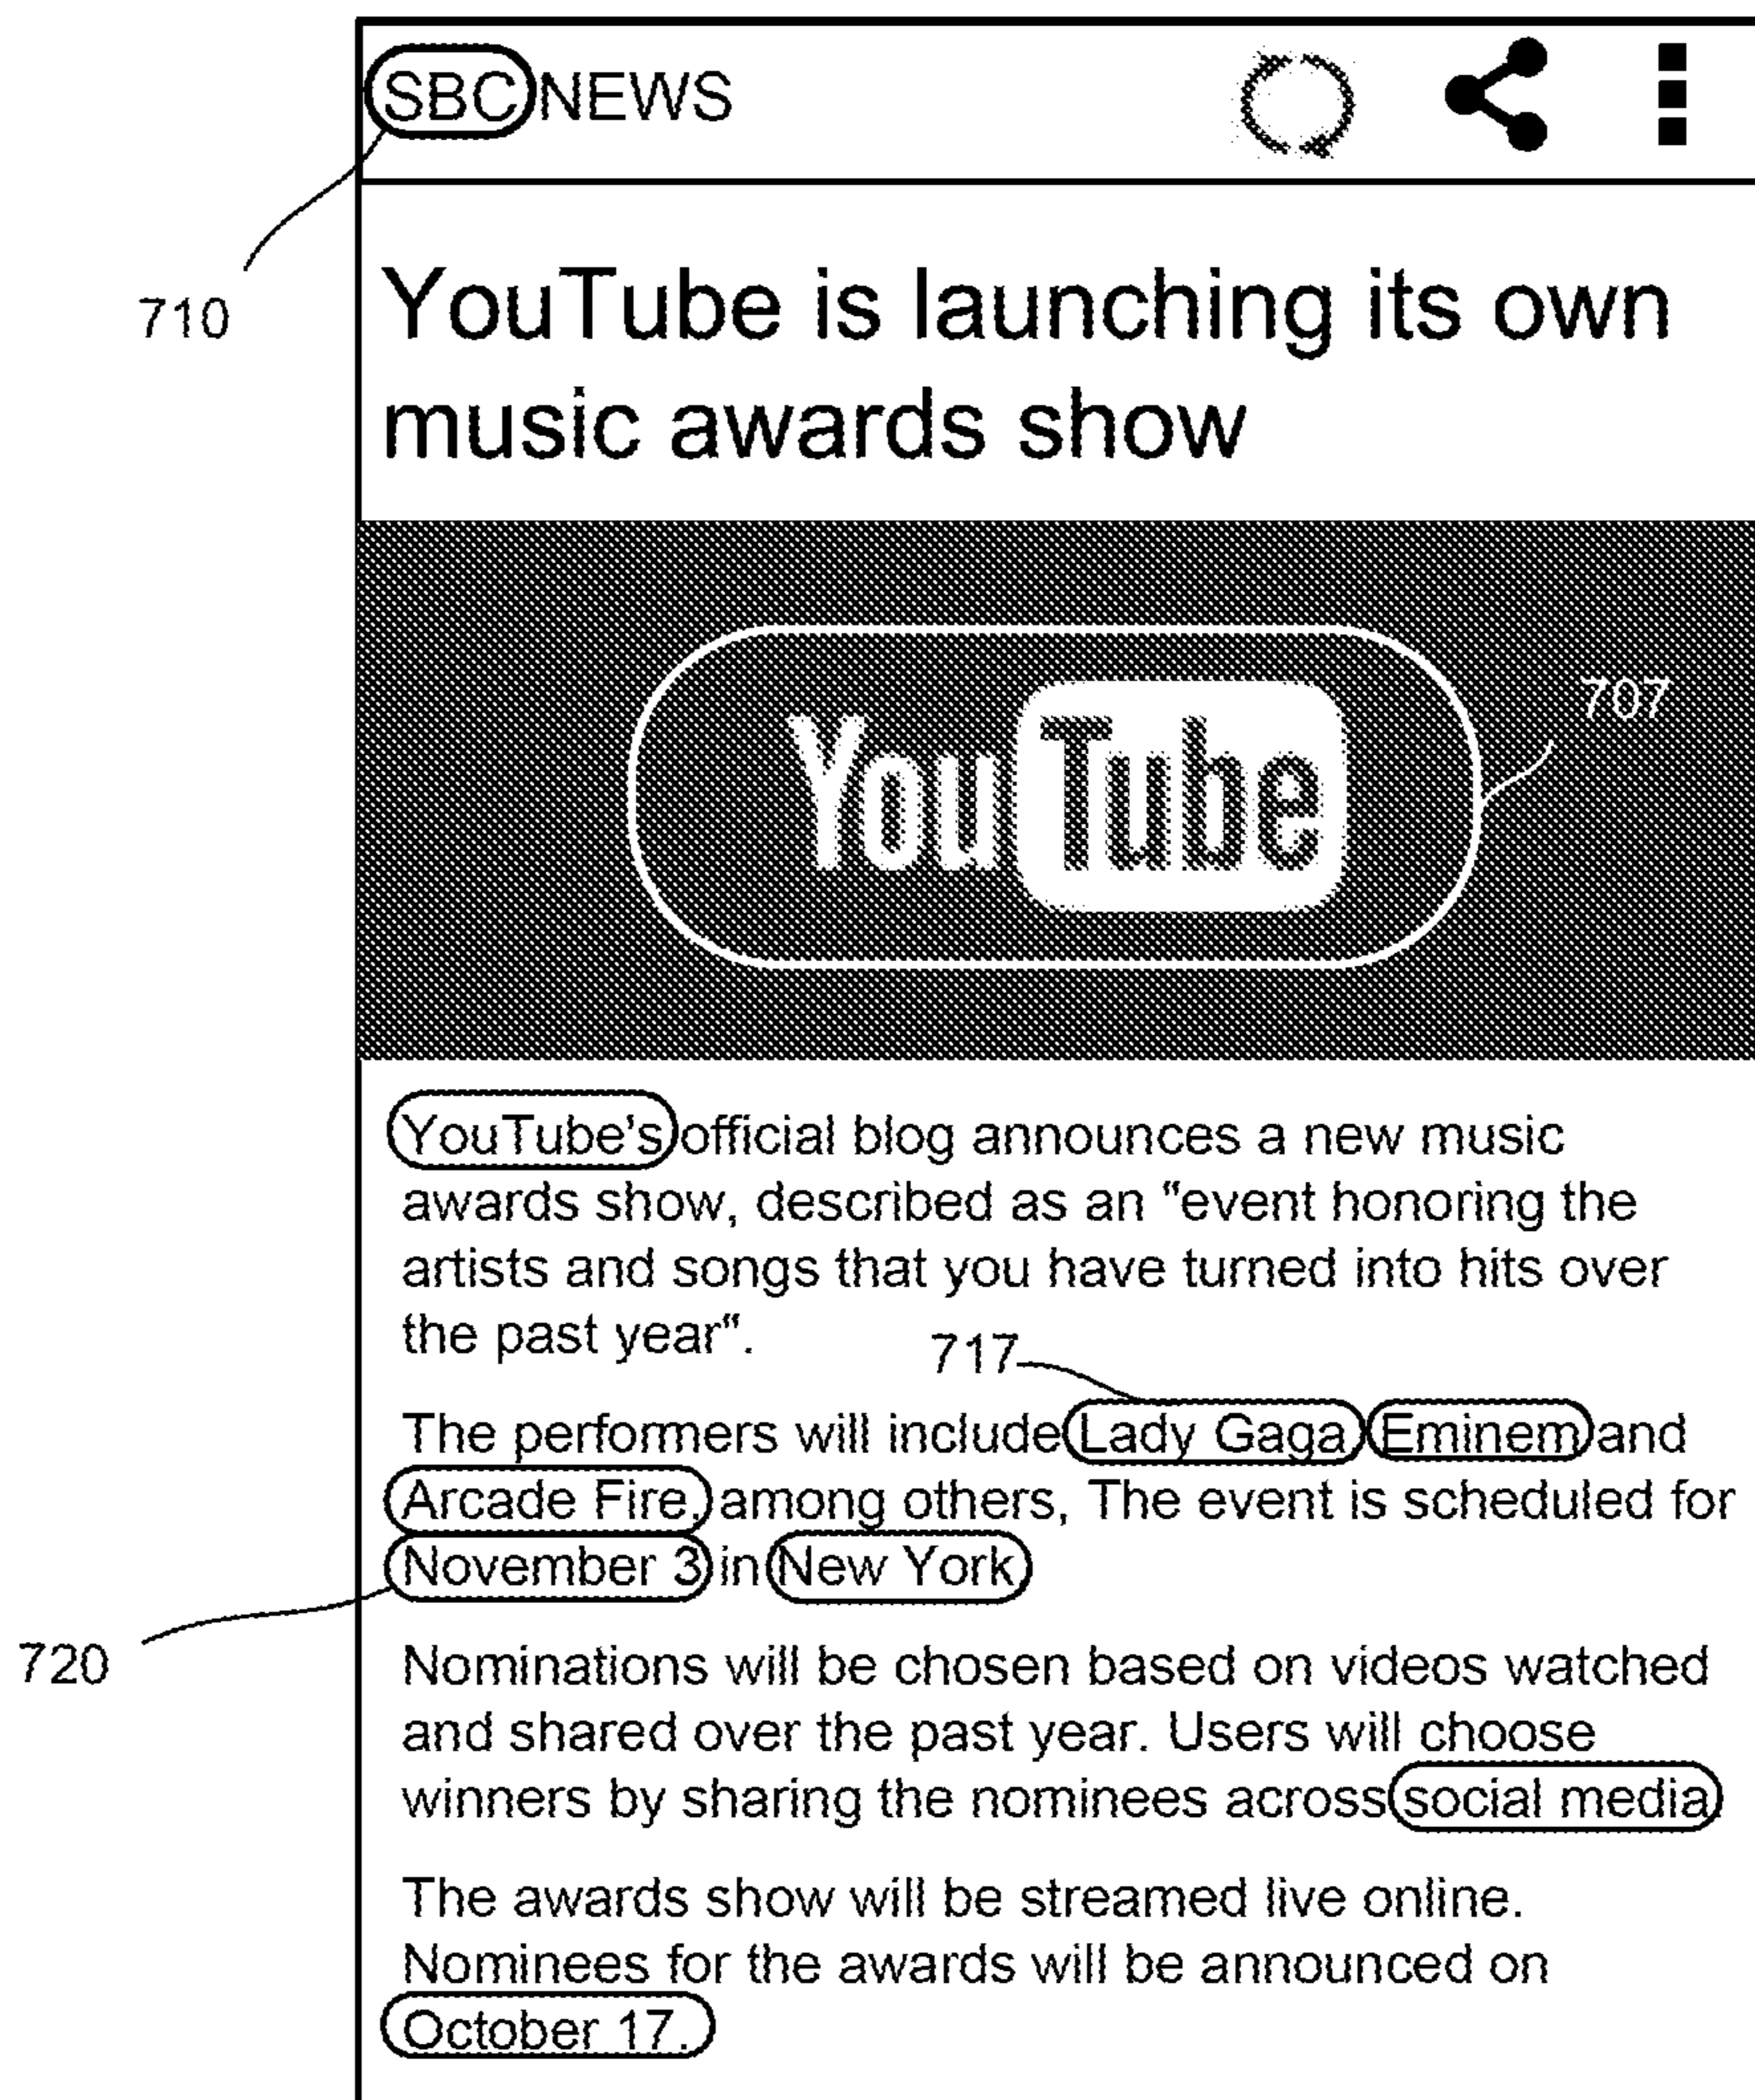 SBC NEWS
710
YouTube is launching its own
music awards show
707
YouTube
YouTube's official blog announces a new music
awards show, described as an "event honoring the
artists and songs that you have turned into hits over
the past year".
717
The performers will include Lady Gaga Eminem and
Arcade Fire, among others, The event is scheduled for
November 3 in New York
720
Nominations will be chosen based on videos watched
and shared over the past year. Users will choose
winners by sharing the nominees across social media
The awards show will be streamed live online.
Nominees for the awards will be announced on
October 17.